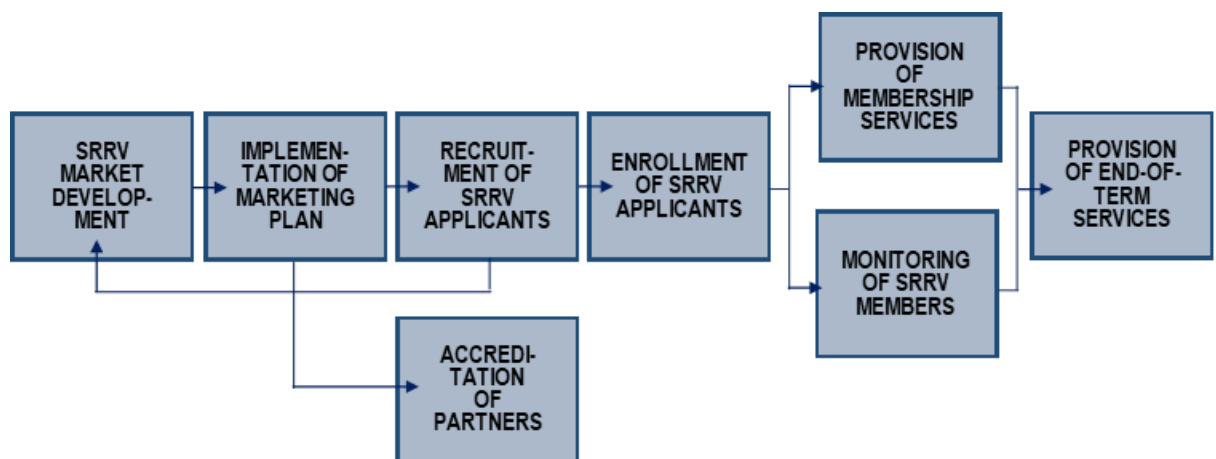 SRRV
MARKET
DEVELOP-
MENT
IMPLEMEN-
TATION OF
MARKETING
PLAN
RECRUIT-
MENT OF
SRRV
APPLICANTS
ENROLLMENT
OF SRRV
APPLICANTS
PROVISION
OF
MEMBERSHIP
SERVICES
MONITORING
OF SRRV
MEMBERS
PROVISION
OF END-OF-
TERM
SERVICES
ACCREDI-
TATION
OF
PARTNERS